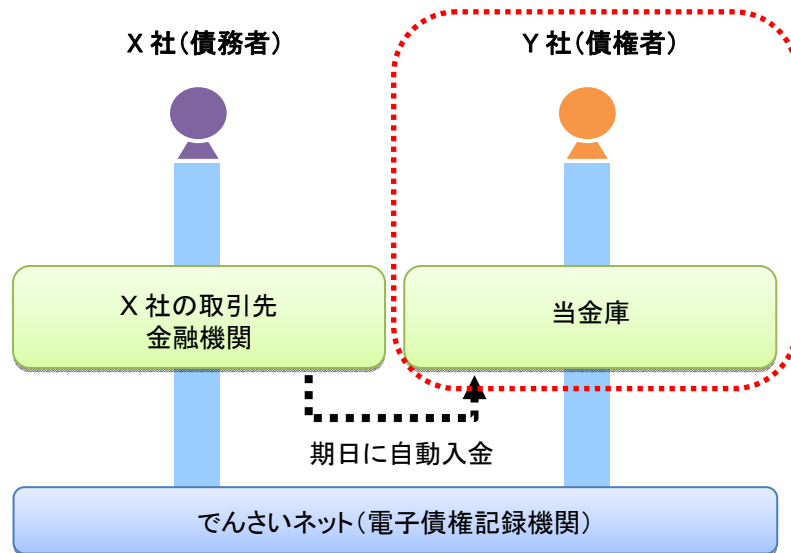 X 社(債務者)
Y 社(債権者)
X 社の取引先
金融機関
当金庫
期日に自動入金
でんさいネット(電子債権記録機関)